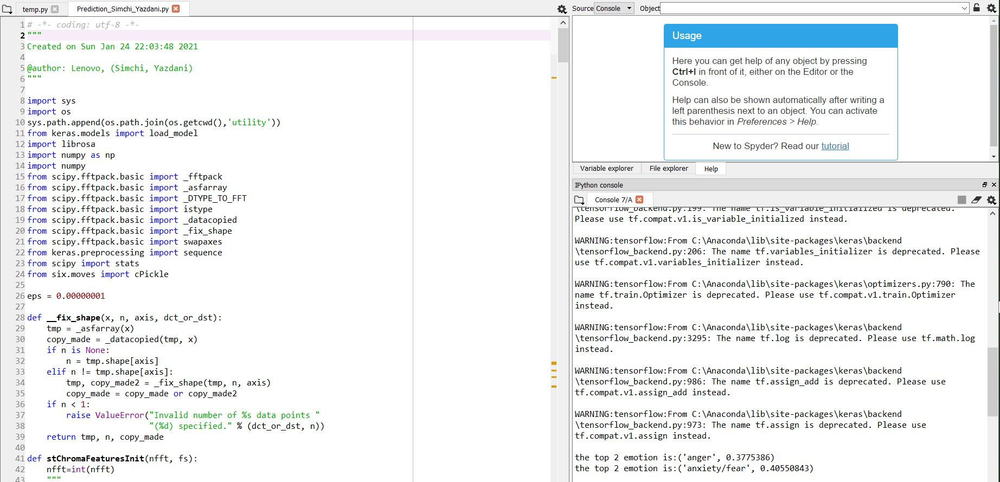 temp.py
Prediction_Simchi_Yazdani.py
1 # -*- coding: utf-8 -*-
2 """
3 Created on Sun Jan 24 22:03:48 2021
4
5 @author: Lenovo, (Simchi, Yazdani)
6 """
7
8 import sys
9 import os
10 sys.path.append(os.path.join(os.getcwd(),'utility'))
11 from keras.models import load_model
12 import librosa
13 import numpy as np
14 import numpy
15 from scipy.fftpack.basic import _fftpack
16 from scipy.fftpack.basic import _asfarray
17 from scipy.fftpack.basic import _DTYPE_TO_FFT
18 from scipy.fftpack.basic import istype
19 from scipy.fftpack.basic import _datacopied
20 from scipy.fftpack.basic import _fix_shape
21 from scipy.fftpack.basic import swapaxes
22 from keras.preprocessing import sequence
23 from scipy import stats
24 from six.moves import cPickle
25
26 eps = 0.00000001
27
28 def __fix_shape(x, n, axis, dct_or_dst):
29     tmp = _asfarray(x)
30     copy_made = _datacopied(tmp, x)
31     if n is None:
32         n = tmp.shape[axis]
33     elif n != tmp.shape[axis]:
34         tmp, copy_made2 = _fix_shape(tmp, n, axis)
35         copy_made = copy_made or copy_made2
36     if n < 1:
37         raise ValueError("Invalid number of %s data points "
38                          "(%d) specified." % (dct_or_dst, n))
39     return tmp, n, copy_made
40
41 def stChromaFeaturesInit(nfft, fs):
42     nfft=int(nfft)
43     """
Source Console Object
Usage
Here you can get help of any object by pressing
Ctrl+I in front of it, either on the Editor or the
Console.
Help can also be shown automatically after writing a
left parenthesis next to an object. You can activate
this behavior in Preferences > Help.
New to Spyder? Read our tutorial
Variable explorer File explorer Help
IPython console
Console 7/A
\tensorflow_backend.py:199: The name tf.is_variable_initialized is deprecated.
Please use tf.compat.v1.is_variable_initialized instead.
WARNING:tensorflow:From C:\Anaconda\lib\site-packages\keras\backend
\tensorflow_backend.py:206: The name tf.variables_initializer is deprecated. Please
use tf.compat.v1.variables_initializer instead.
WARNING:tensorflow:From C:\Anaconda\lib\site-packages\keras\optimizers.py:790: The
name tf.train.Optimizer is deprecated. Please use tf.compat.v1.train.Optimizer
instead.
WARNING:tensorflow:From C:\Anaconda\lib\site-packages\keras\backend
\tensorflow_backend.py:3295: The name tf.log is deprecated. Please use tf.math.log
instead.
WARNING:tensorflow:From C:\Anaconda\lib\site-packages\keras\backend
\tensorflow_backend.py:986: The name tf.assign_add is deprecated. Please use
tf.compat.v1.assign_add instead.
WARNING:tensorflow:From C:\Anaconda\lib\site-packages\keras\backend
\tensorflow_backend.py:973: The name tf.assign is deprecated. Please use
tf.compat.v1.assign instead.
the top 2 emotion is:('anger', 0.3775386)
the top 2 emotion is:('anxiety/fear', 0.40550843)